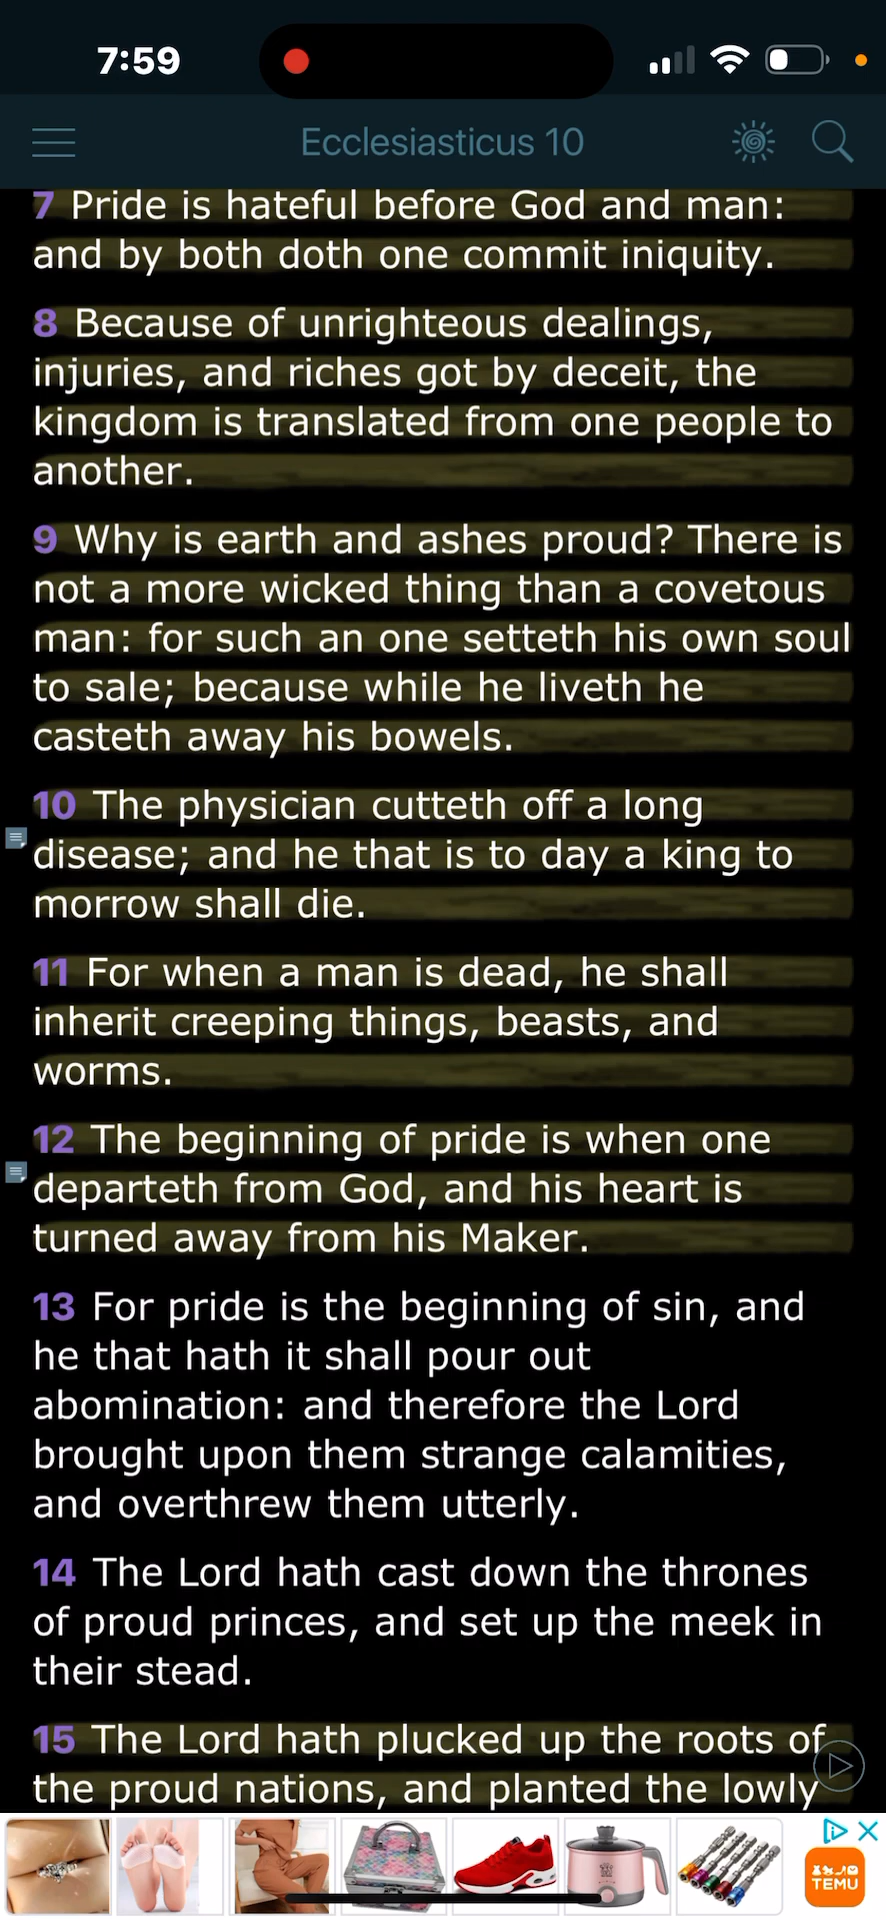 7:59
Ecclesiasticus 10
7 Pride is hateful before God and man:
and by both doth one commit iniquity.
8 Because of unrighteous dealings,
injuries, and riches got by deceit, the
kingdom is translated from one people to
another.
9 Why is earth and ashes proud? There is
not a more wicked thing than a covetous
man: for such an one setteth his own soul
to sale; because while he liveth he
casteth away his bowels.
10 The physician cutteth off a long
disease; and he that is to day a king to
morrow shall die.
11 For when a man is dead, he shall
inherit creeping things, beasts, and
worms.
12 The beginning of pride is when one
departeth from God, and his heart is
turned away from his Maker.
13 For pride is the beginning of sin, and
he that hath it shall pour out
abomination: and therefore the Lord
brought upon them strange calamities,
and overthrew them utterly.
14 The Lord hath cast down the thrones
of proud princes, and set up the meek in
their stead.
15 The Lord hath plucked up the roots of
the proud nations, and planted the lowly
TEMU